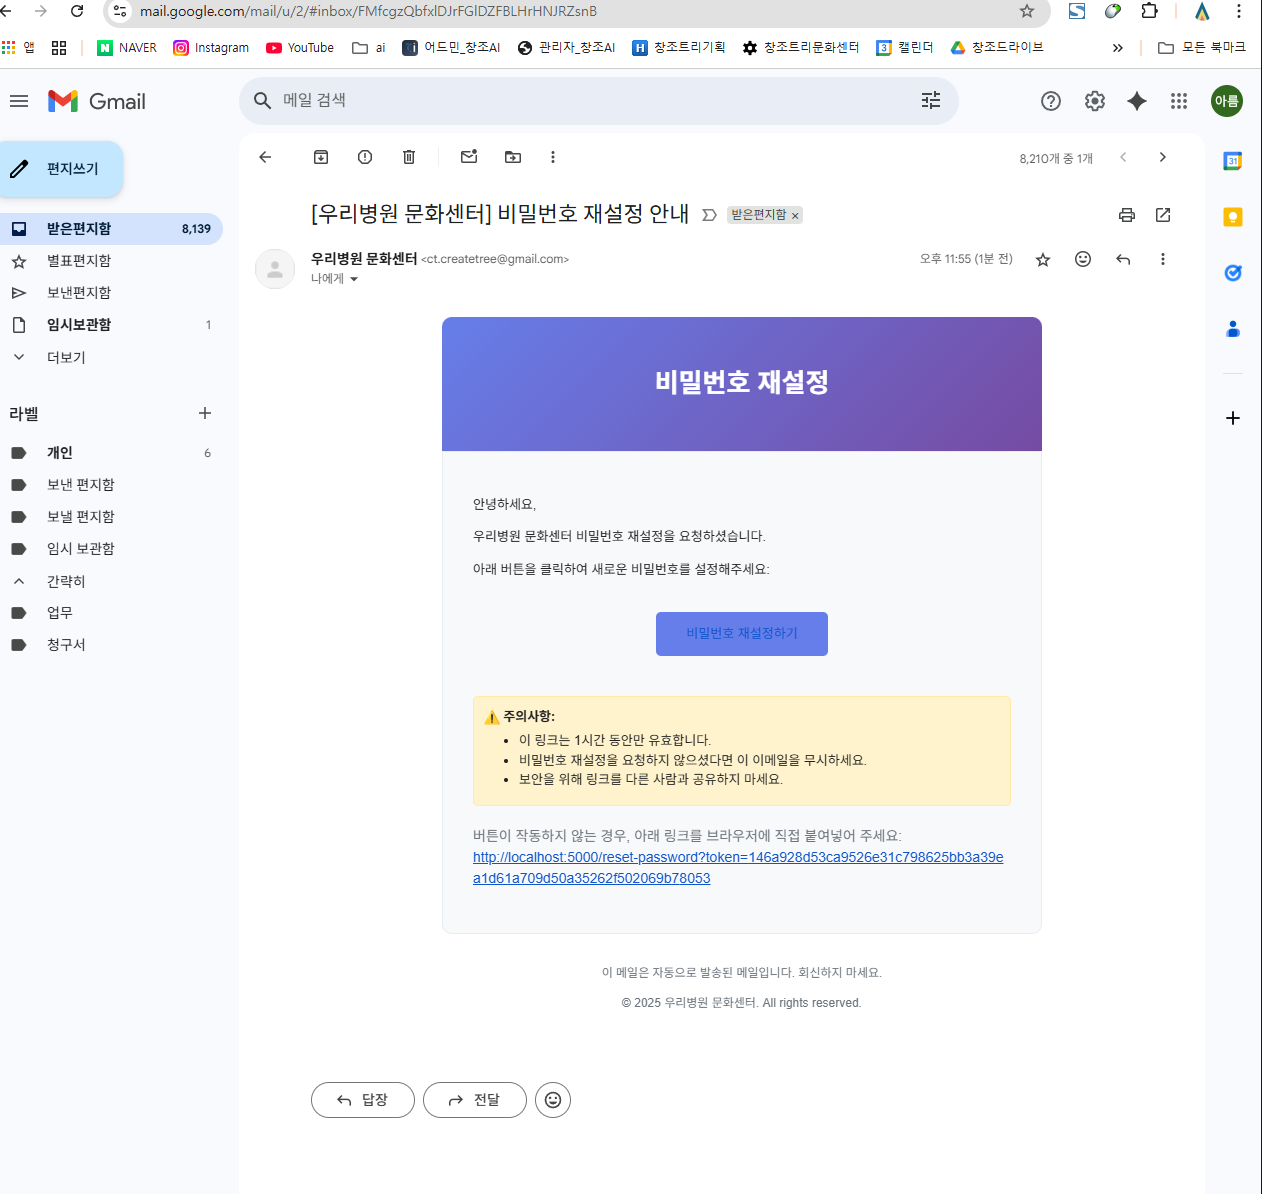 mail.google.com/mail/u/2/#inbox/FMfcgzQbfxlDJrFGlDZFBLHrHNJRZsnB
앱 NAVER Instagram YouTube ai 어드민_창조AI 관리자_창조AI 창조트리기획 창조트리문화센터 캘린더 창조드라이브 » 모든 북마크
Gmail
메일 검색
아름
편지쓰기
8,210개 중 1개
받은편지함 8,139
별표편지함
보낸편지함
임시보관함 1
더보기
라벨
개인 6
보낸 편지함
보낼 편지함
임시 보관함
간략히
업무
청구서
[우리병원 문화센터] 비밀번호 재설정 안내 받은편지함 ×
우리병원 문화센터 <ct.createtree@gmail.com> 오후 11:55 (1분 전)
나에게
비밀번호 재설정
안녕하세요,
우리병원 문화센터 비밀번호 재설정을 요청하셨습니다.
아래 버튼을 클릭하여 새로운 비밀번호를 설정해주세요:
비밀번호 재설정하기
⚠️ 주의사항:
• 이 링크는 1시간 동안만 유효합니다.
• 비밀번호 재설정을 요청하지 않으셨다면 이 이메일을 무시하세요.
• 보안을 위해 링크를 다른 사람과 공유하지 마세요.
버튼이 작동하지 않는 경우, 아래 링크를 브라우저에 직접 붙여넣어 주세요:
http://localhost:5000/reset-password?token=146a928d53ca9526e31c798625bb3a39e
a1d61a709d50a35262f502069b78053
이 메일은 자동으로 발송된 메일입니다. 회신하지 마세요.
© 2025 우리병원 문화센터. All rights reserved.
답장
전달
31